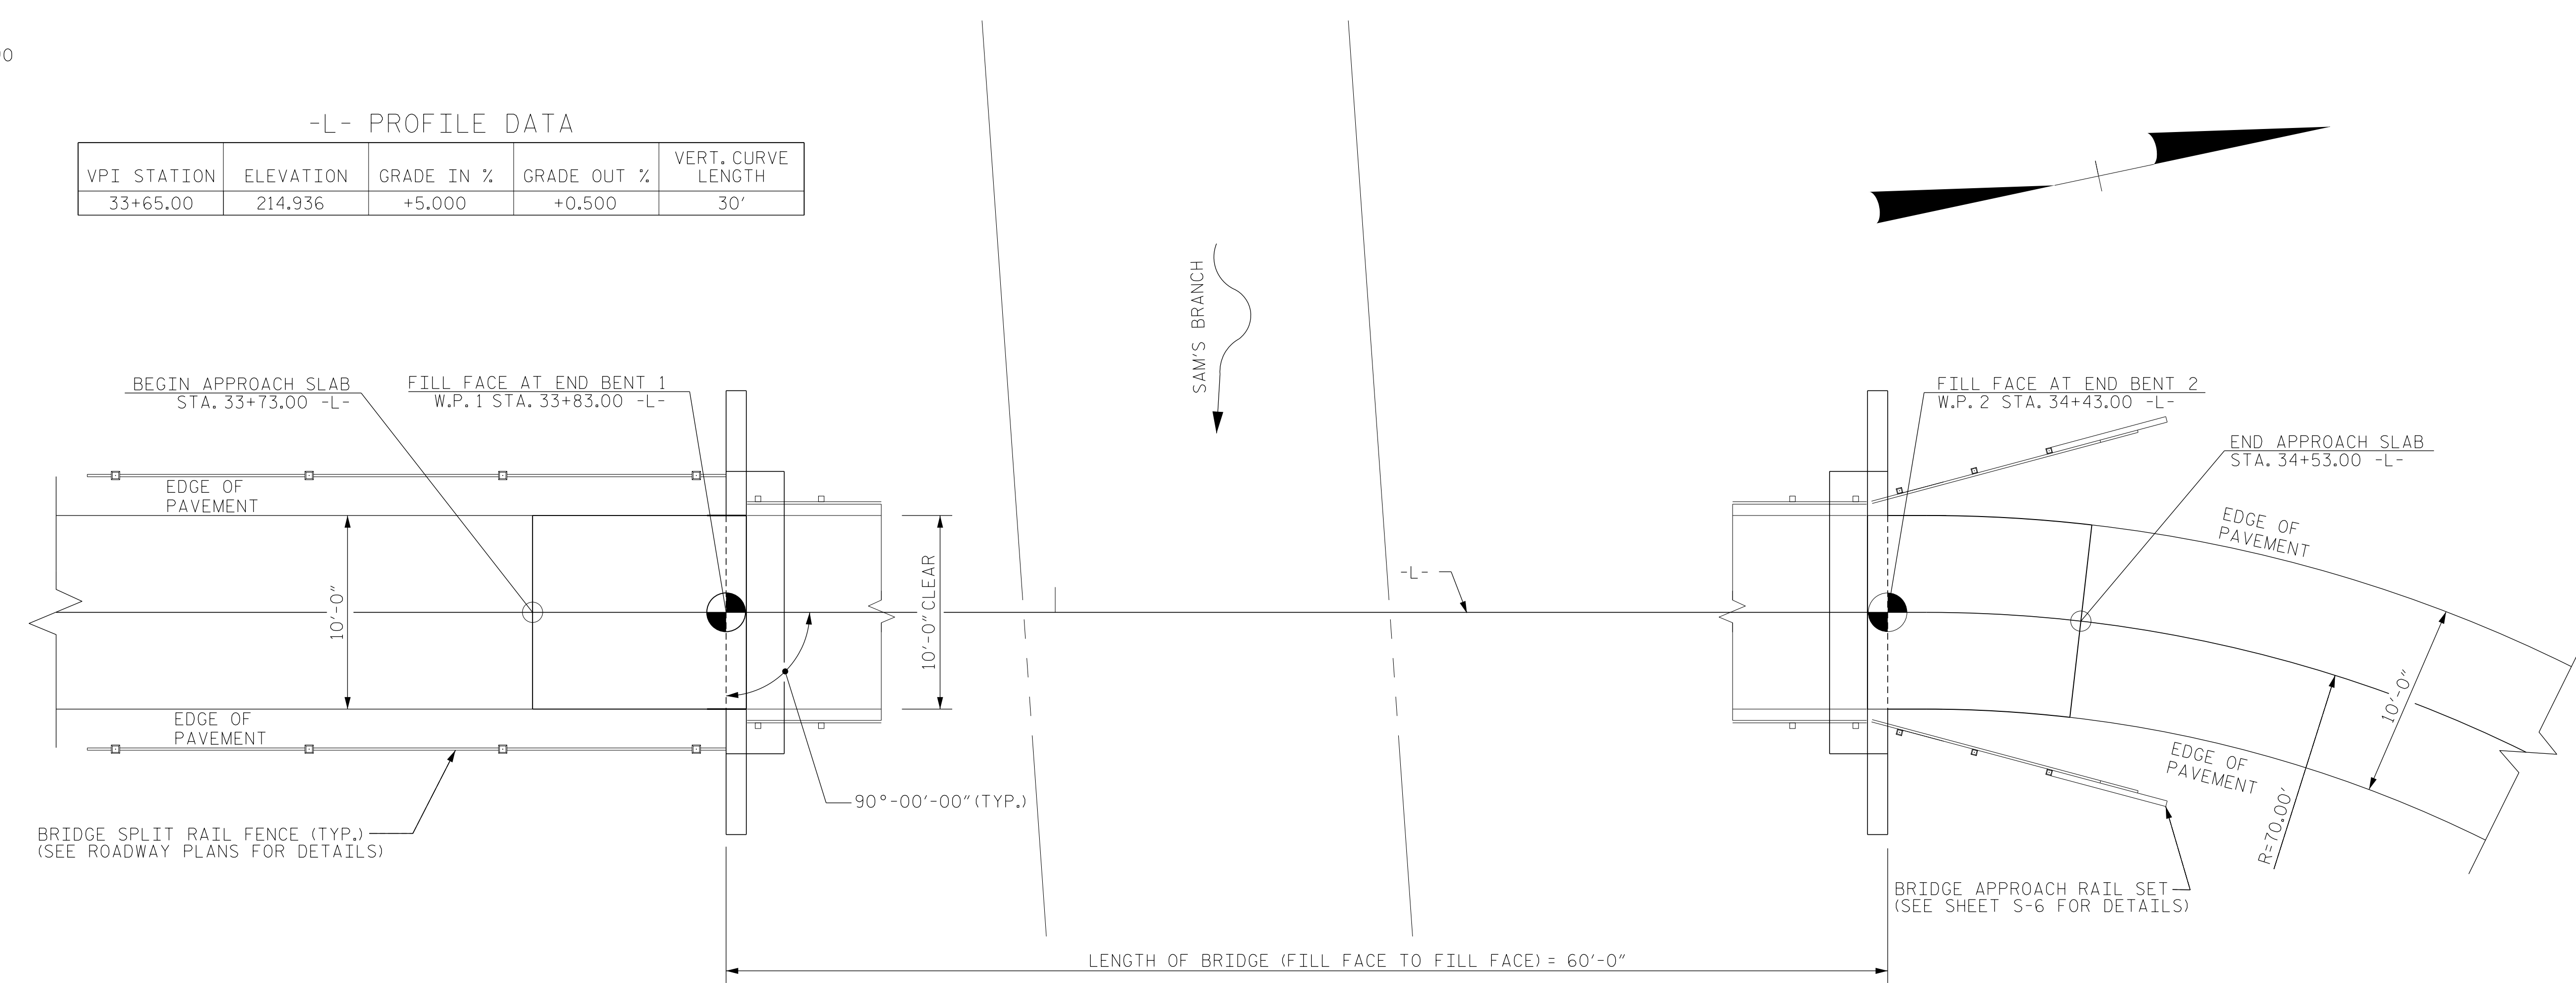 0
-L- PROFILE DATA
VPI STATION ELEVATION GRADE IN % GRADE OUT % VERT. CURVE LENGTH
33+65.00 214.936 +5.000 +0.500 30'
SAM'S BRANCH
BEGIN APPROACH SLAB
STA. 33+73.00 -L-
FILL FACE AT END BENT 1
W.P. 1 STA. 33+83.00 -L-
FILL FACE AT END BENT 2
W.P. 2 STA. 34+43.00 -L-
END APPROACH SLAB
STA. 34+53.00 -L-
EDGE OF
PAVEMENT
EDGE OF
PAVEMENT
10'-0"
10'-0" CLEAR
-L-
EDGE OF
PAVEMENT
EDGE OF
PAVEMENT
10'-0"
R=70.00'
90°-00'-00" (TYP.)
BRIDGE SPLIT RAIL FENCE (TYP.)
(SEE ROADWAY PLANS FOR DETAILS)
BRIDGE APPROACH RAIL SET
(SEE SHEET S-6 FOR DETAILS)
LENGTH OF BRIDGE (FILL FACE TO FILL FACE) = 60'-0"